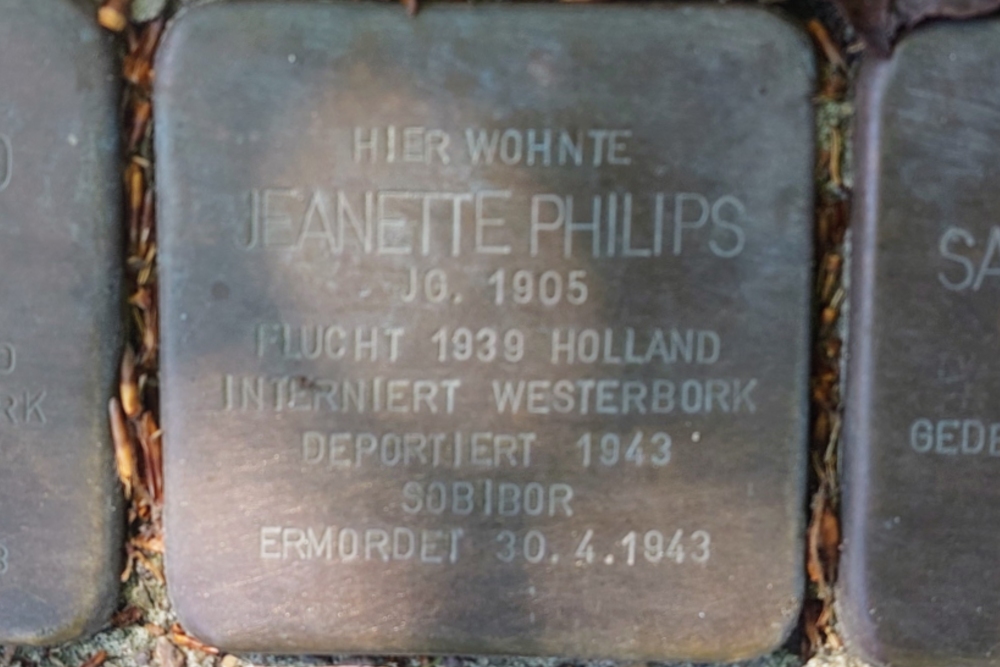 HIER WOHNTE
JEANETTE PHILIPS
JG. 1905
FLUCHT 1939 HOLLAND
INTERNIERT WESTERBORK
DEPORTIERT 1943
SOBIBOR
ERMORDET 30.4.1943